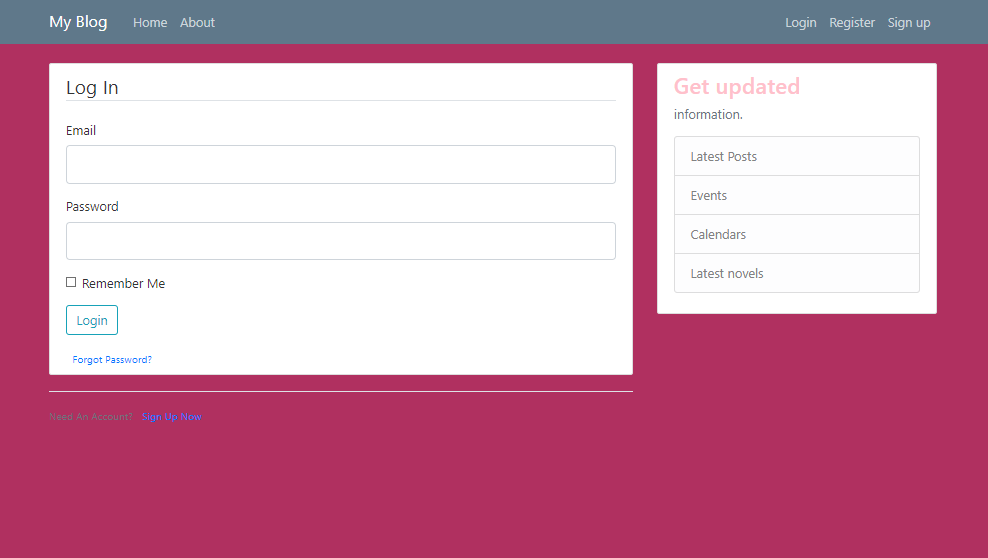 My Blog Home About Login Register Sign up
Log In
Email
Password
Remember Me
Login
Forgot Password?
Need An Account? Sign Up Now
Get updated
information.
Latest Posts
Events
Calendars
Latest novels